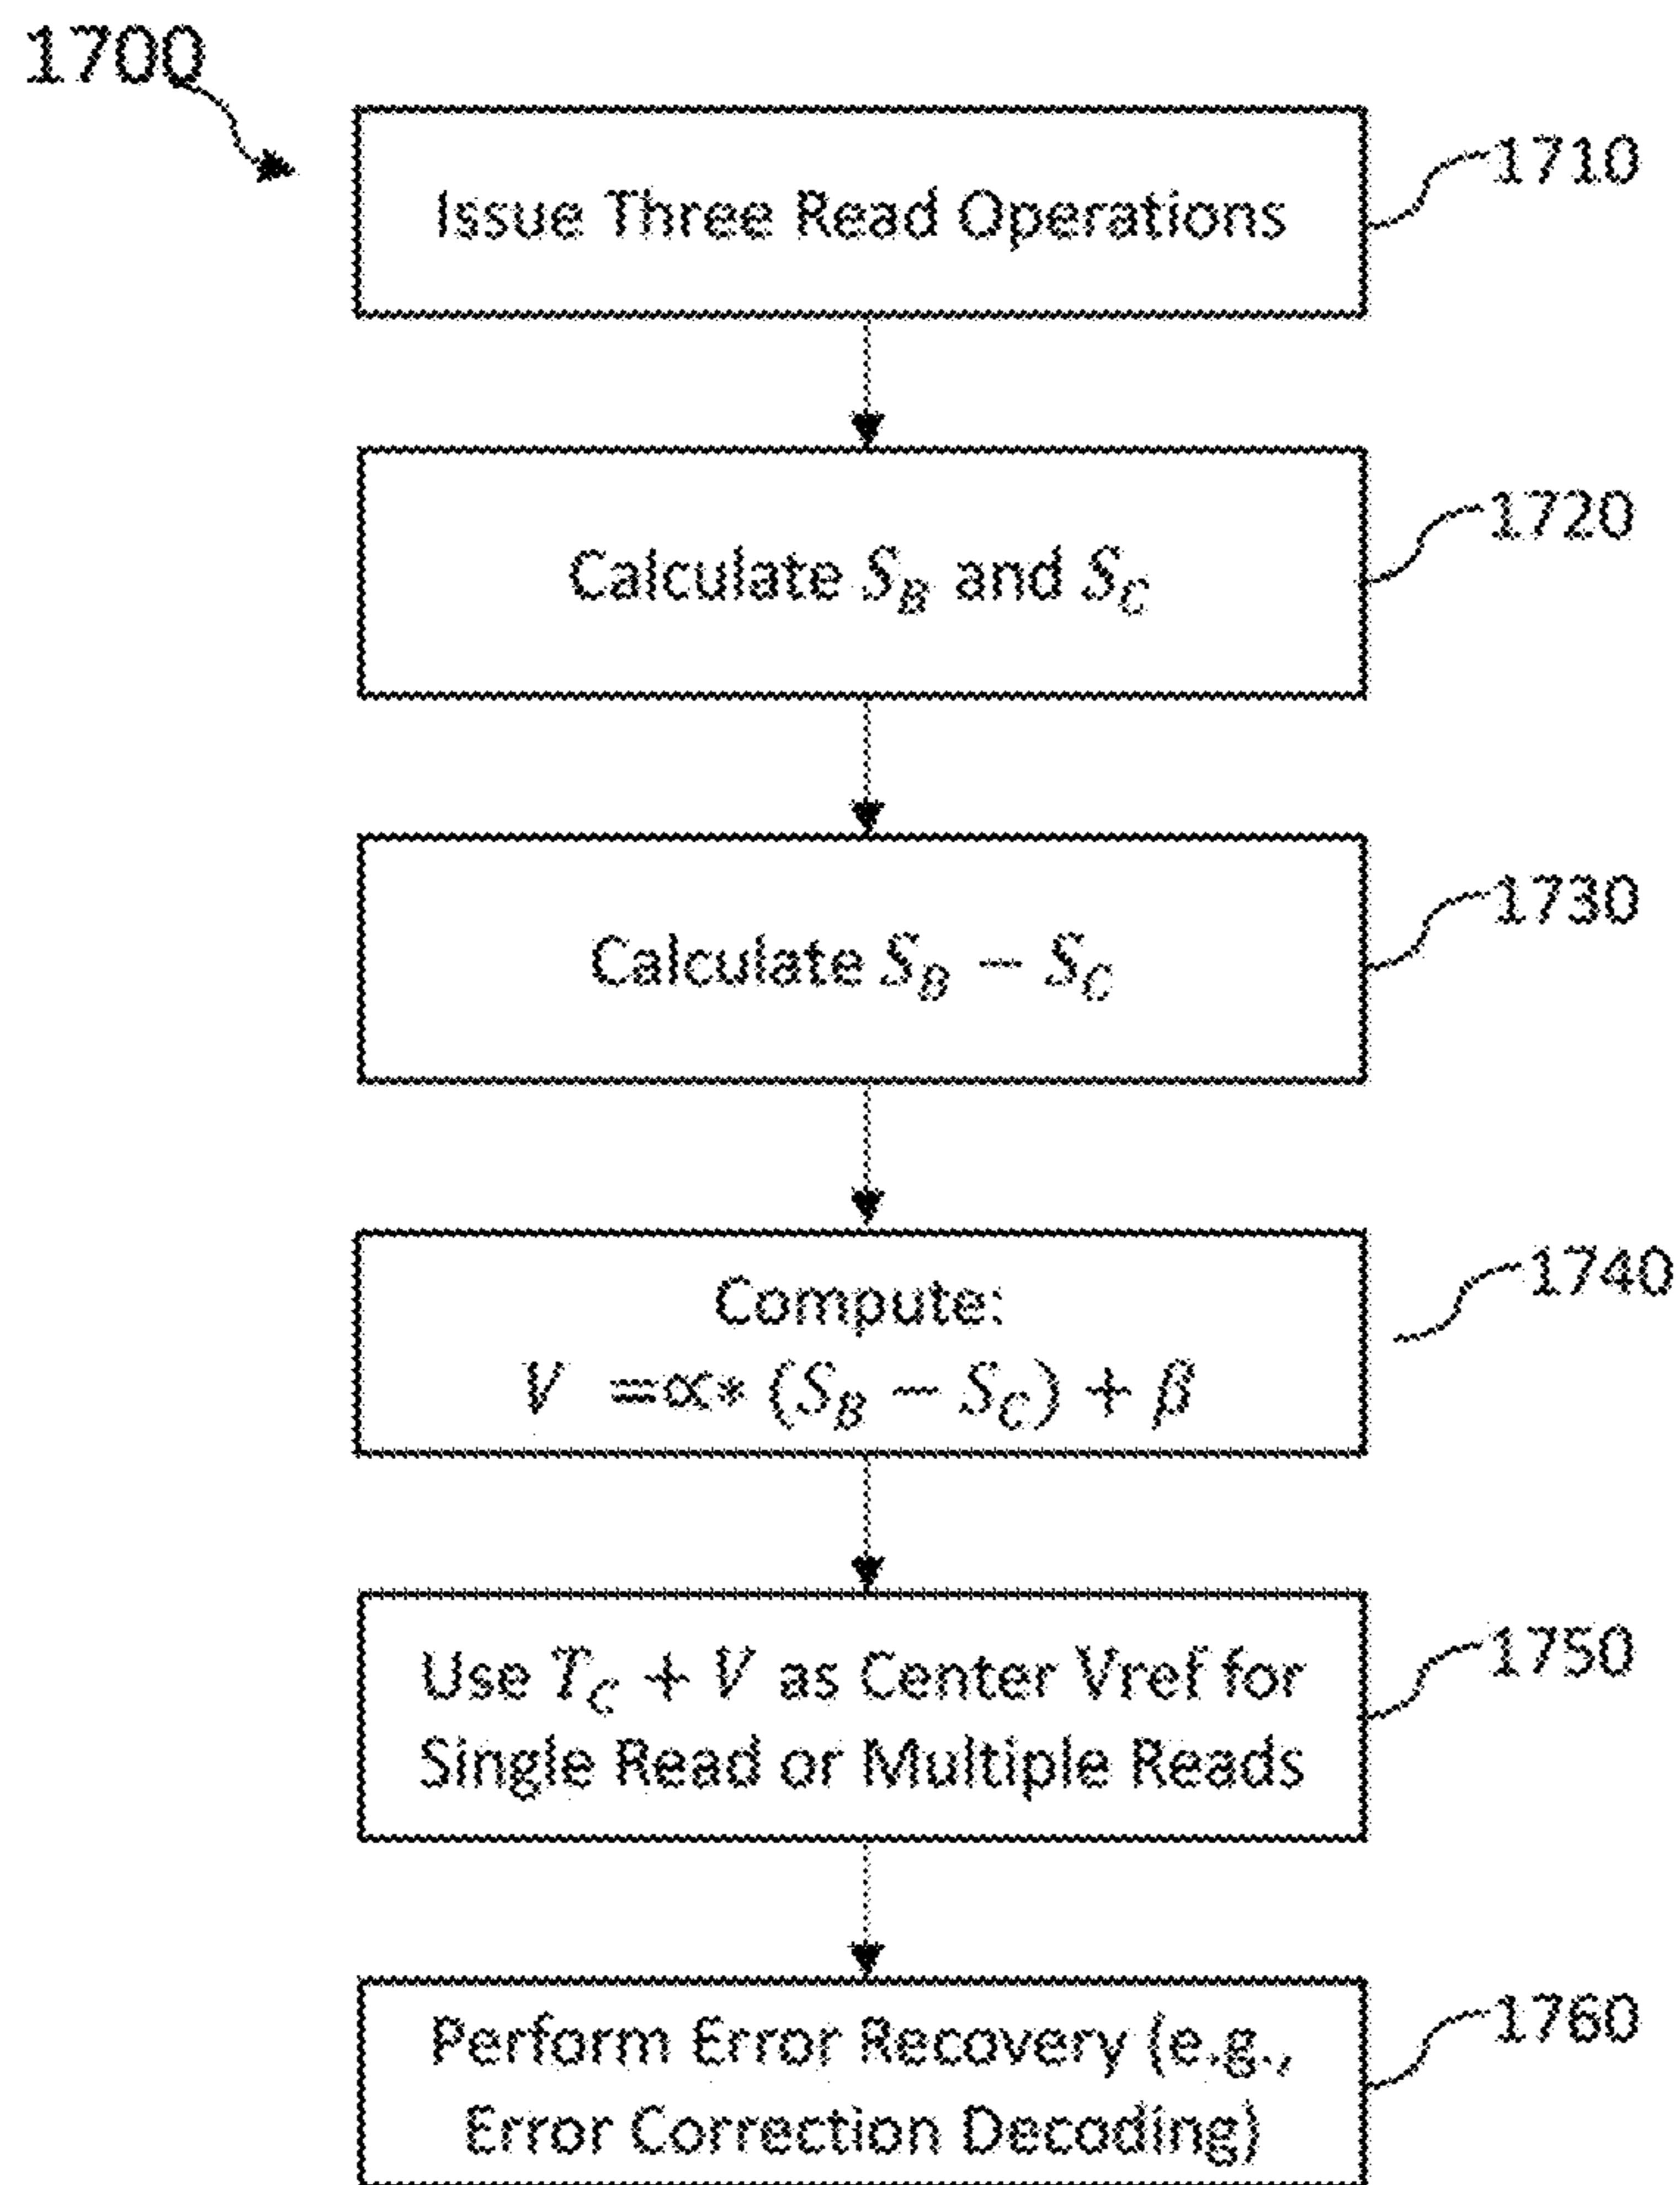 1700
Issue Three Read Operations
1710
Calculate S_B and S_C
1720
Calculate S_B − S_C
1730
Compute:
V =∝∗ (S_B − S_C) + β
1740
Use T_C + V as Center Vref for
Single Read or Multiple Reads
1750
Perform Error Recovery (e.g.,
Error Correction Decoding)
1760